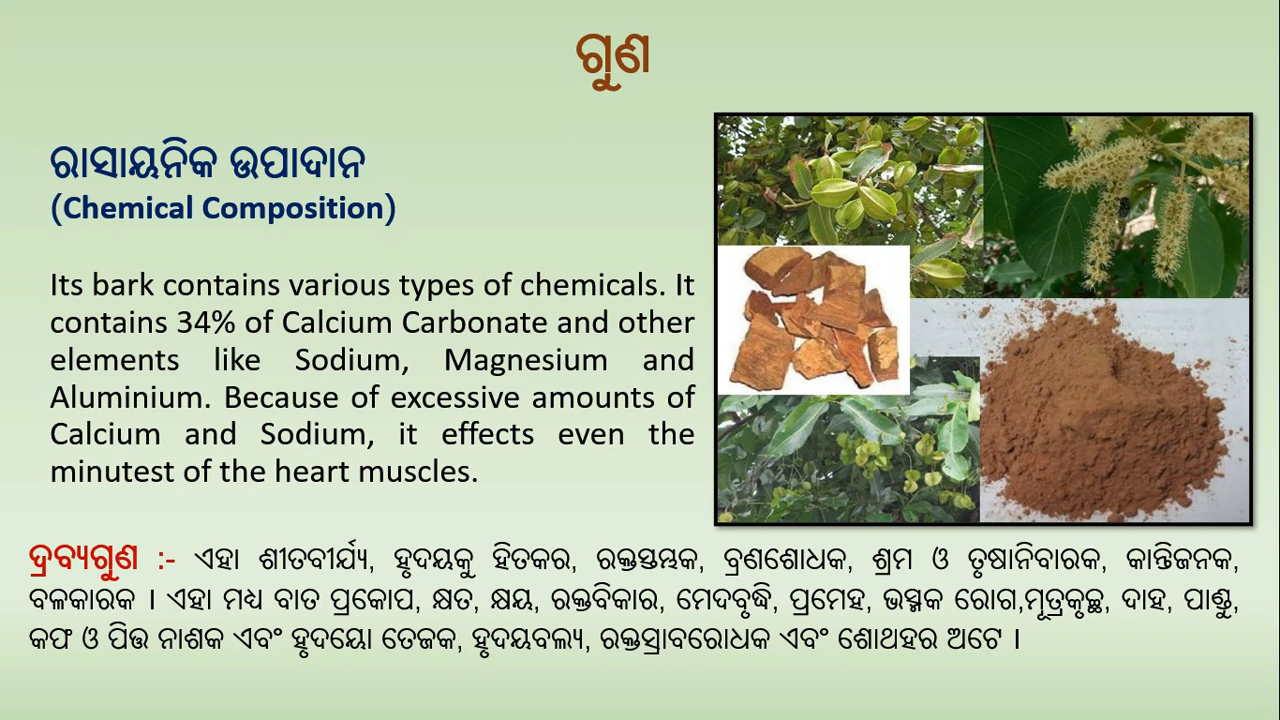 ଗୁଣ
ରାସାୟନିକ ଉପାଦାନ
(Chemical Composition)
Its bark contains various types of chemicals. It
contains 34% of Calcium Carbonate and other
elements like Sodium, Magnesium and
Aluminium. Because of excessive amounts of
Calcium and Sodium, it effects even the
minutest of the heart muscles.
ଦ୍ରବ୍ୟଗୁଣ :- ଏହା ଶୀତବୀର୍ଯ୍ୟ, ହୃଦୟକୁ ହିତକର, ରକ୍ତସ୍ତମ୍ଭକ, ବ୍ରଣଶୋଧକ, ଶ୍ରମ ଓ ତୃଷାନିବାରକ, କାନ୍ତିଜନକ,
ବଳକାରକ । ଏହା ମଧ୍ୟ ବାତ ପ୍ରକୋପ, କ୍ଷତ, କ୍ଷୟ, ରକ୍ତବିକାର, ମେଦବୃଦ୍ଧି, ପ୍ରମେହ, ଭସ୍ମକ ରୋଗ,ମୂତ୍ରକୃଚ୍ଛ, ଦାହ, ପାଣ୍ଡୁ,
କଫ ଓ ପିତ୍ତ ନାଶକ ଏବଂ ହୃଦୟୋ ତେଜକ, ହୃଦୟବଲ୍ୟ, ରକ୍ତସ୍ରାବରୋଧକ ଏବଂ ଶୋଥହର ଅଟେ ।